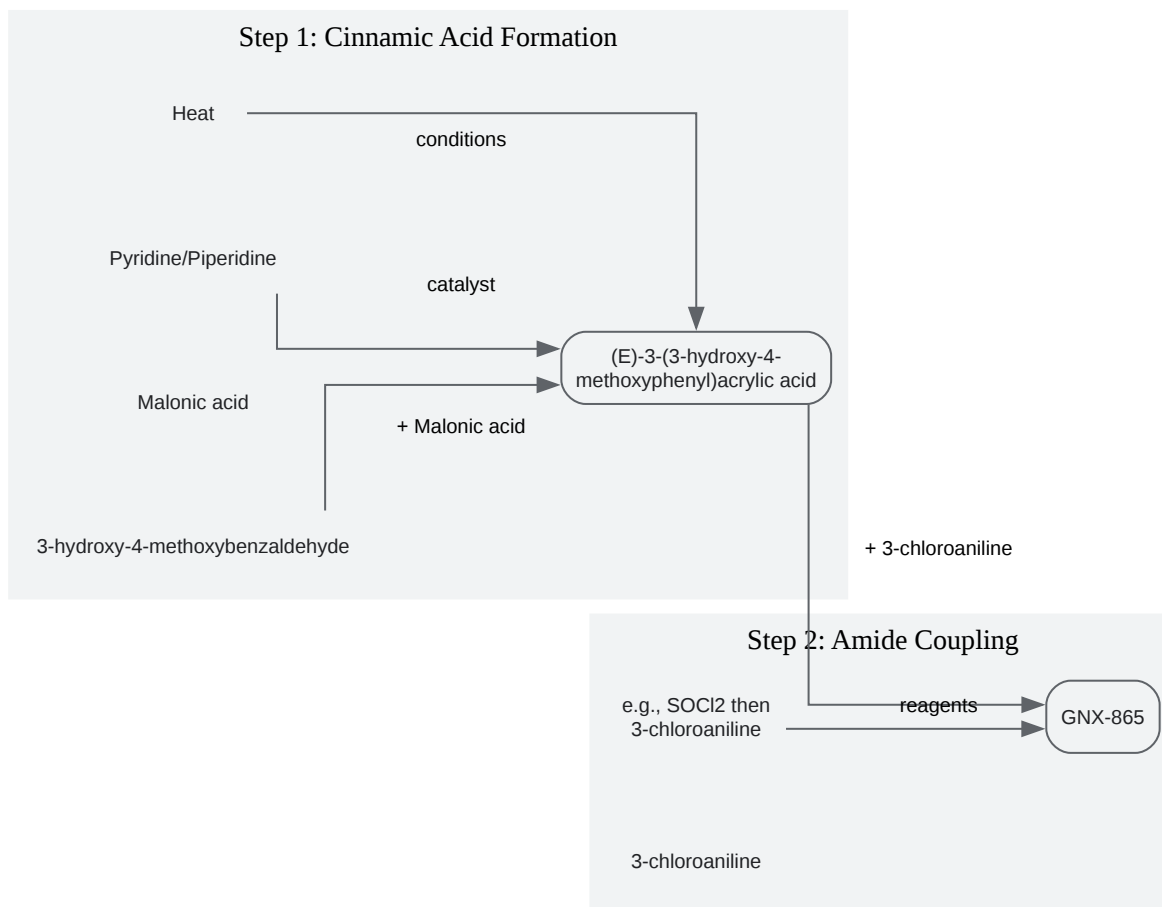 Step 1: Cinnamic Acid Formation
Heat
conditions
Pyridine/Piperidine
catalyst
(E)-3-(3-hydroxy-4-
methoxyphenyl)acrylic acid
Malonic acid
+ Malonic acid
3-hydroxy-4-methoxybenzaldehyde
+ 3-chloroaniline
Step 2: Amide Coupling
e.g., SOCl2 then
3-chloroaniline
reagents
GNX-865
3-chloroaniline